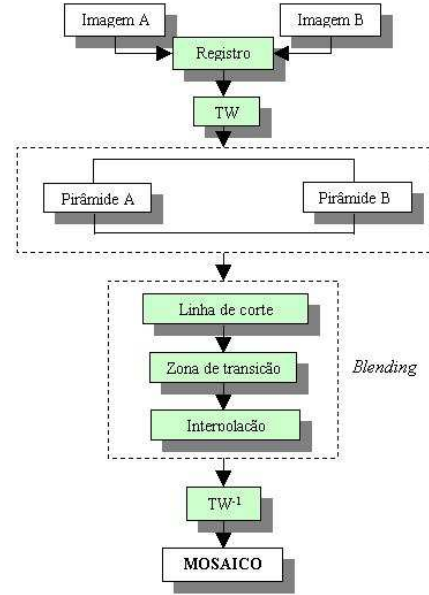 Imagem A
Imagem B
Registro
TW
Pirâmide A
Pirâmide B
Linha de corte
Zona de transição
Blending
Interpolação
TW-1
MOSAICO